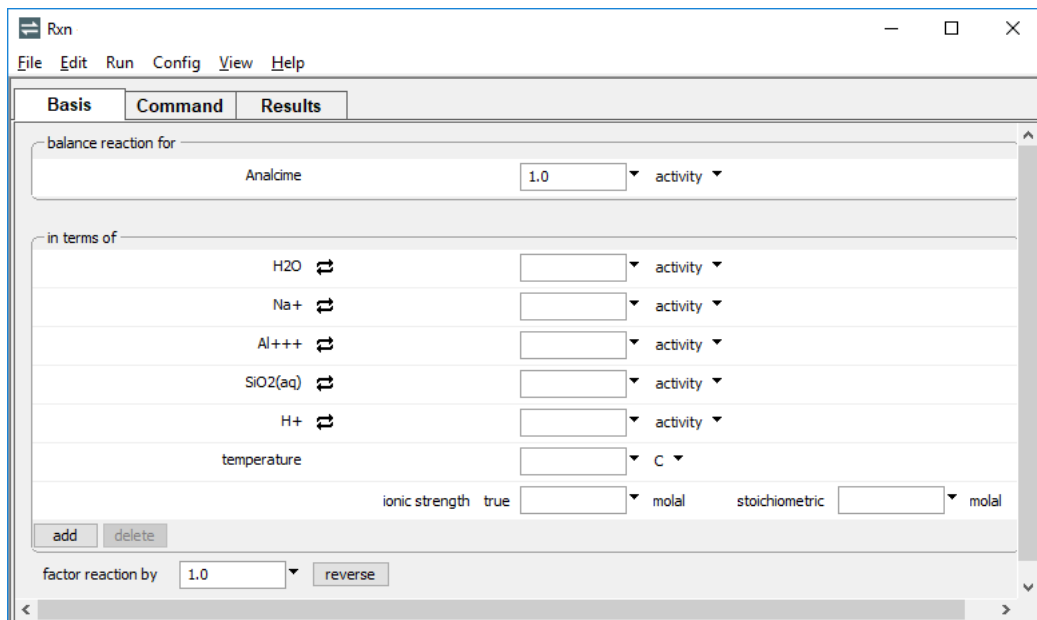 Rxn
File Edit Run Config View Help
Basis Command Results
balance reaction for
Analcime 1.0 activity
in terms of
H2O activity
Na+ activity
Al+++ activity
SiO2(aq) activity
H+ activity
temperature C
ionic strength true molal stoichiometric molal
add delete
factor reaction by 1.0 reverse